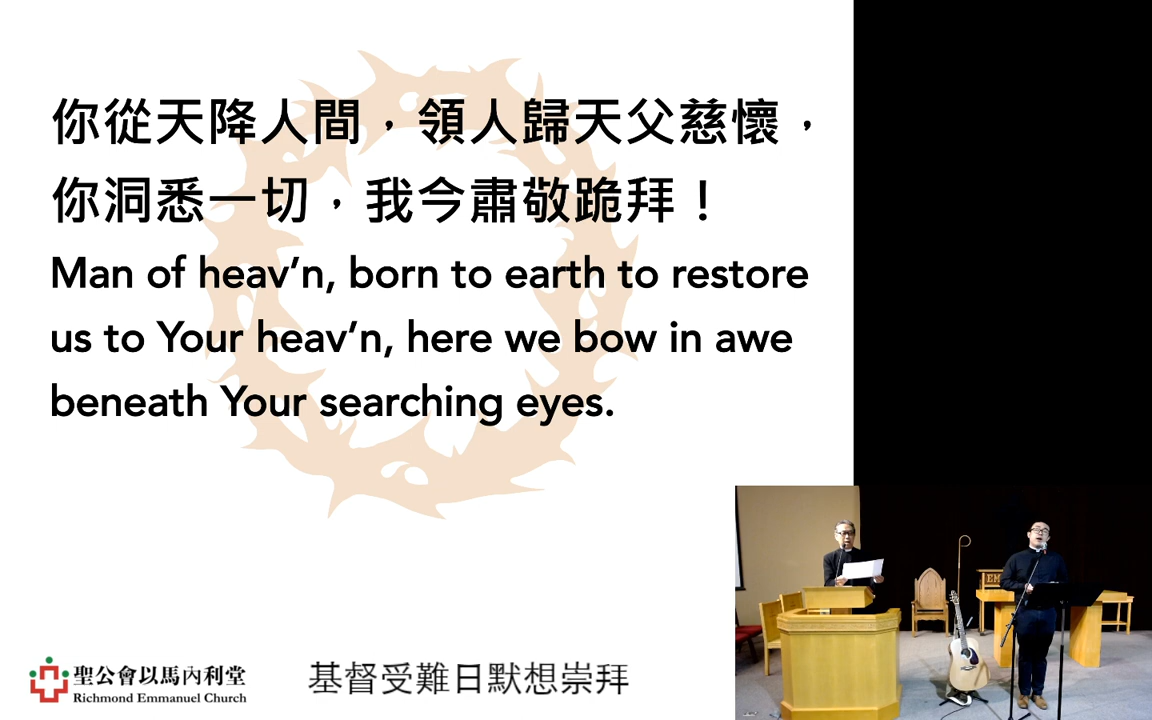 你從天降人間，領人歸天父慈懷，
你洞悉一切，我今肅敬跪拜！
Man of heav’n, born to earth to restore
us to Your heav’n, here we bow in awe
beneath Your searching eyes.
聖公會以馬內利堂
Richmond Emmanuel Church
基督受難日默想崇拜
EM